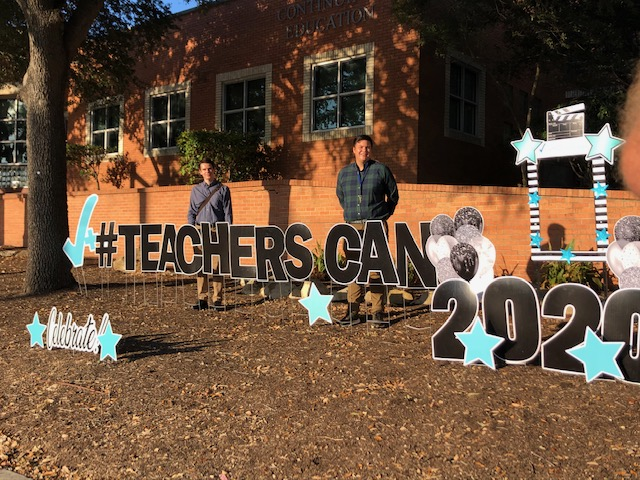 CONTINUING
EDUCATION
#TEACHERS CAN
Celebrate!
2020